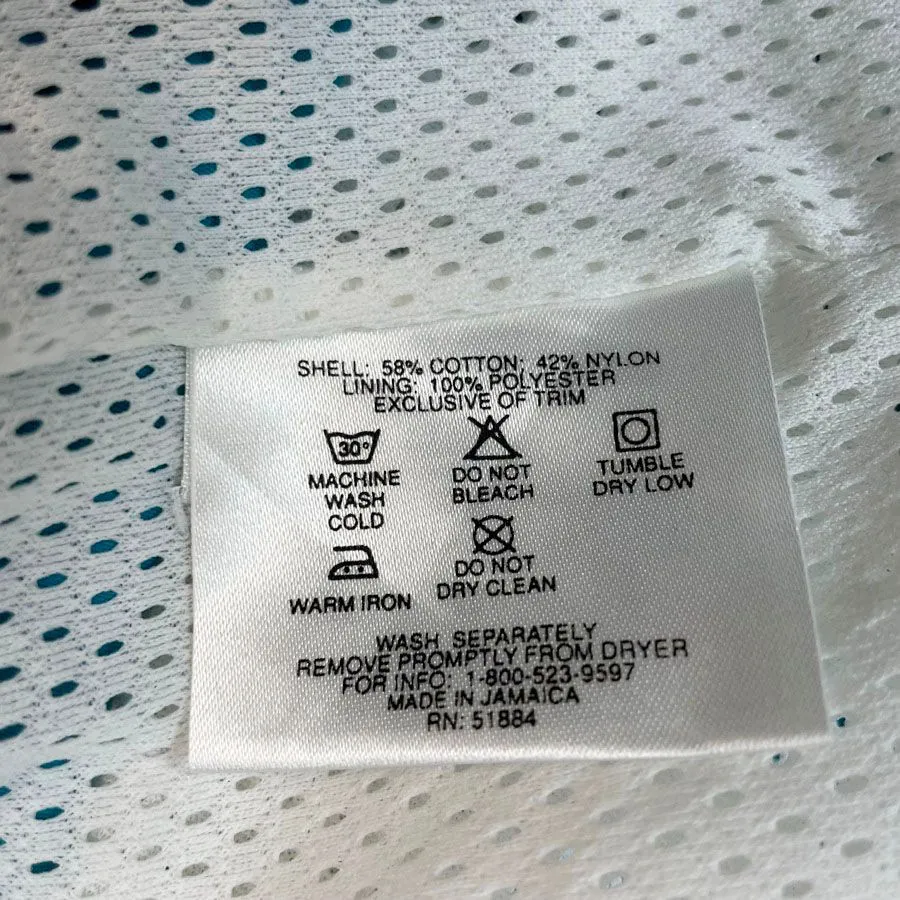 SHELL: 58% COTTON; 42% NYLON
LINING: 100% POLYESTER
EXCLUSIVE OF TRIM
30°
MACHINE
WASH
COLD
DO NOT
BLEACH
TUMBLE
DRY LOW
WARM IRON
DO NOT
DRY CLEAN
WASH SEPARATELY
REMOVE PROMPTLY FROM DRYER
FOR INFO: 1-800-523-9597
MADE IN JAMAICA
RN: 51884